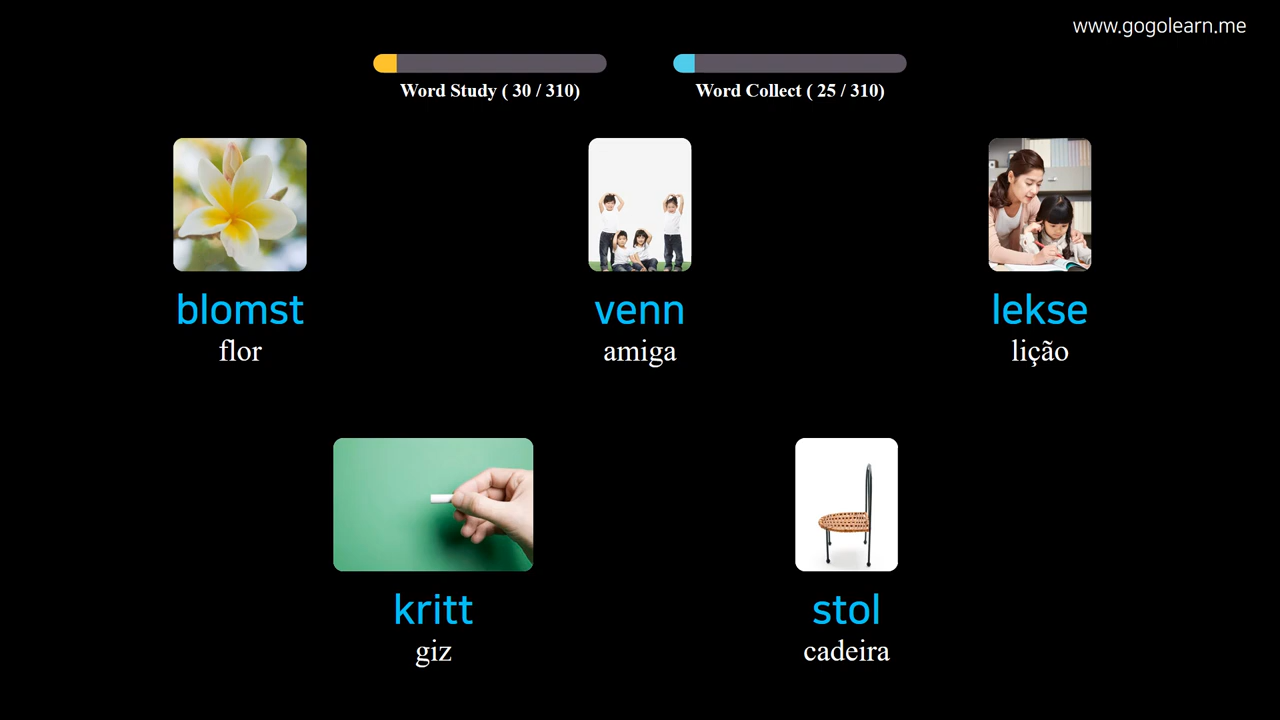 www.gogolearn.me
Word Study ( 30 / 310)
Word Collect ( 25 / 310)
blomst
flor
venn
amiga
lekse
lição
kritt
giz
stol
cadeira